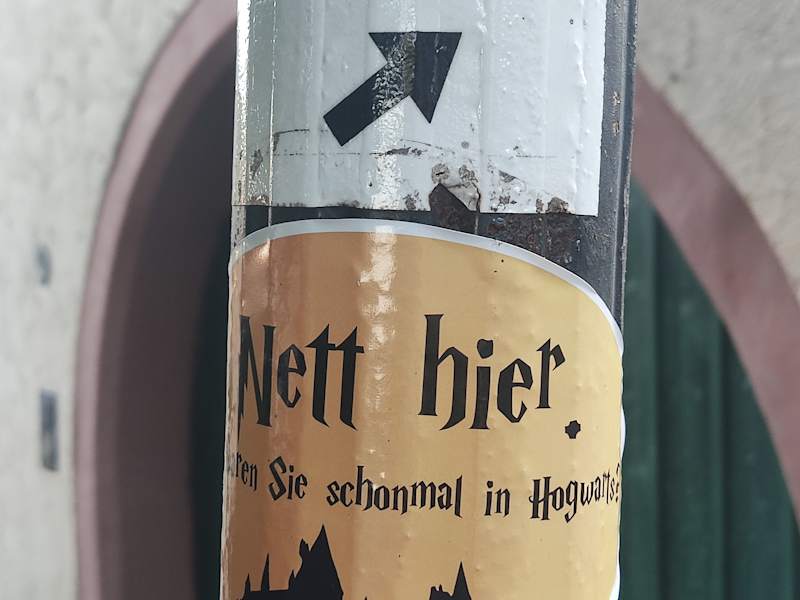 Nett hier.
Sie schonmal in Hogwarts?